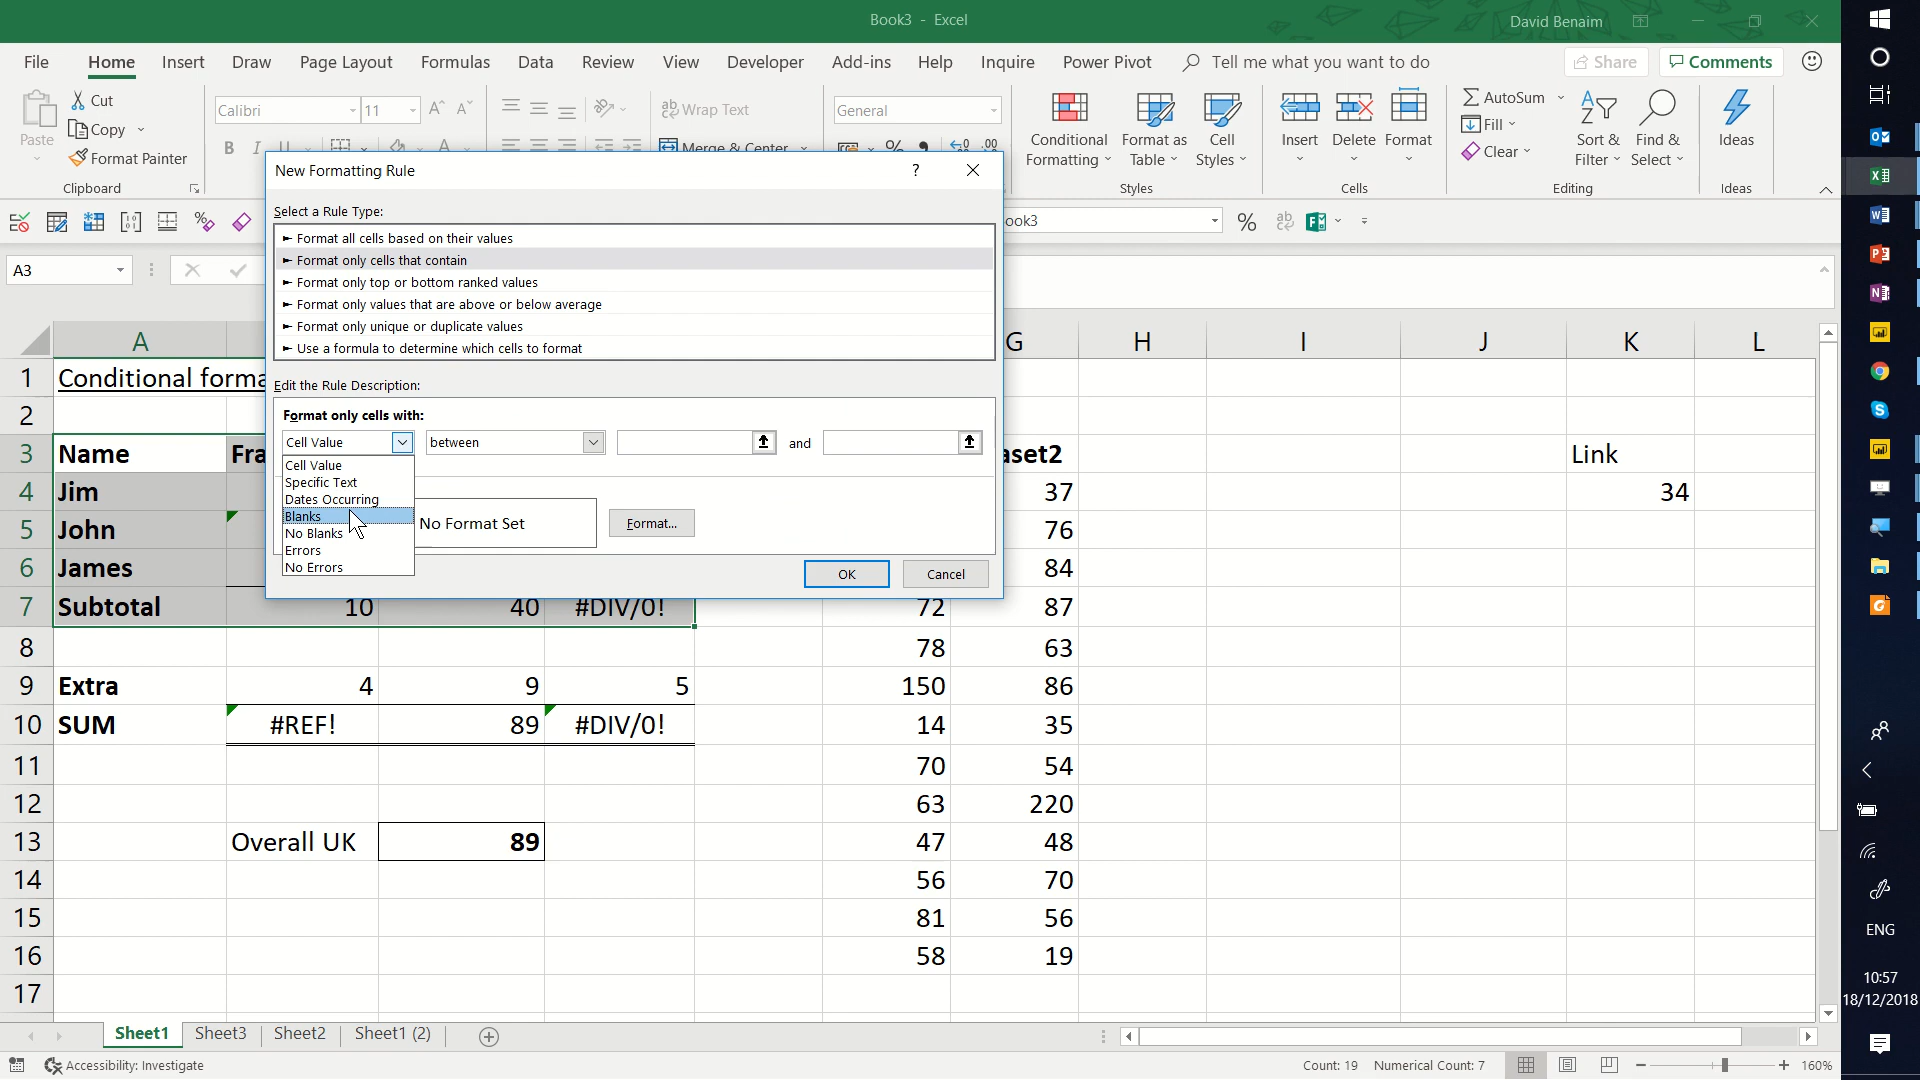 Book3 - Excel
David Benaim
File Home Insert Draw Page Layout Formulas Data Review View Developer Add-ins Help Inquire Power Pivot Tell me what you want to do Share Comments
Paste
Cut
Copy
Format Painter
Clipboard
Calibri 11
B I U
ab Wrap Text
Merge & Center
General
Conditional Formatting
Format as Table
Cell Styles
Styles
Insert Delete Format
Cells
AutoSum
Fill
Clear
Sort & Filter
Find & Select
Editing
Ideas
Ideas
ook3
A3
New Formatting Rule
Select a Rule Type:
► Format all cells based on their values
► Format only cells that contain
► Format only top or bottom ranked values
► Format only values that are above or below average
► Format only unique or duplicate values
► Use a formula to determine which cells to format
Edit the Rule Description:
Format only cells with:
Cell Value between and
Cell Value
Specific Text
Dates Occurring
Blanks
No Blanks
Errors
No Errors
No Format Set
Format...
OK Cancel
A G H I J K L
1 Conditional forma
2
3 Name Fra aset2 Link
4 Jim 37 34
5 John 76
6 James 84
7 Subtotal 10 40 #DIV/0! 72 87
8 78 63
9 Extra 4 9 5 150 86
10 SUM #REF! 89 #DIV/0! 14 35
11 70 54
12 63 220
13 Overall UK 89 47 48
14 56 70
15 81 56
16 58 19
17
Sheet1 Sheet3 Sheet2 Sheet1 (2)
Accessibility: Investigate
Count: 19 Numerical Count: 7 160%
ENG
10:57
18/12/2018